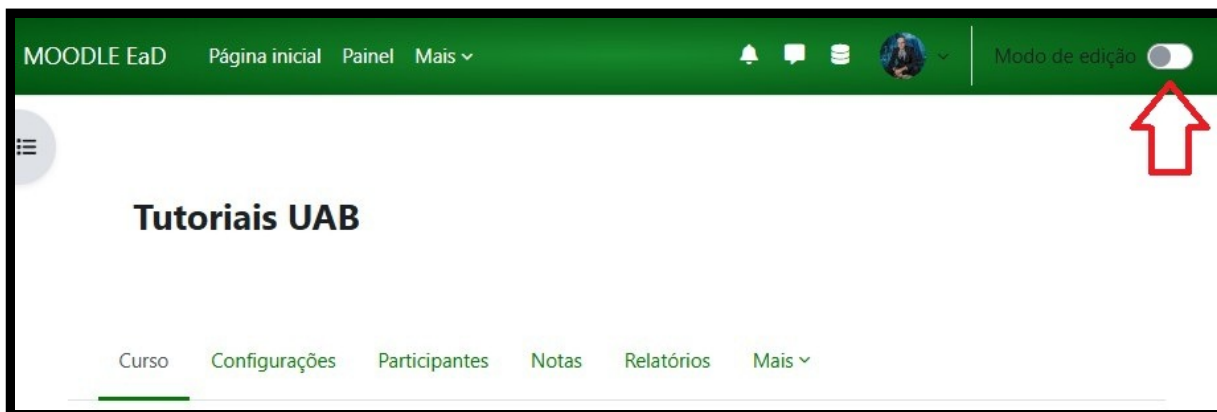 MOODLE EaD Página inicial Painel Mais Modo de edição
Tutoriais UAB
Curso Configurações Participantes Notas Relatórios Mais